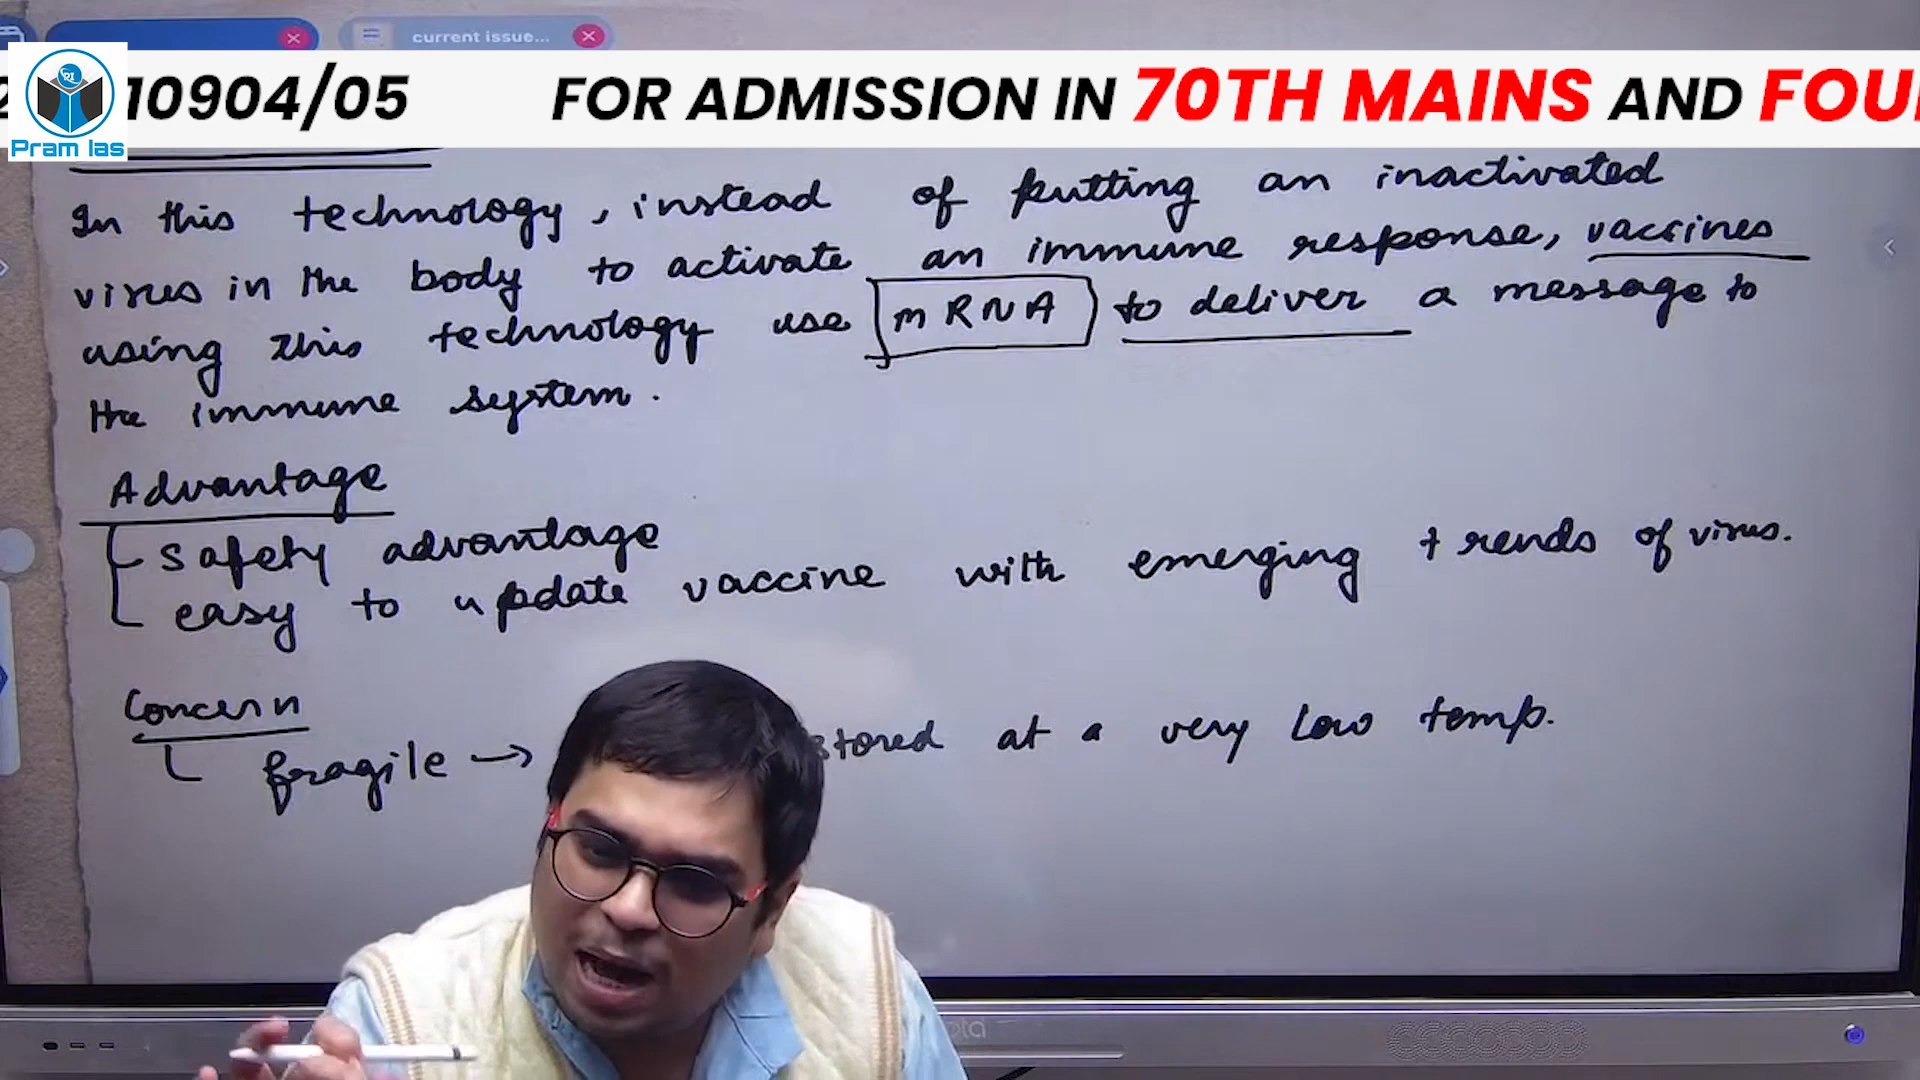 current issue...
10904/05 FOR ADMISSION IN 70TH MAINS AND FOU
Pram Ias
In this technology, instead of putting an inactivated
virus in the body to activate an immune response, vaccines
using this technology use mRNA to deliver a message to
the immune system.
Advantage
safety advantage
easy to update vaccine with emerging trends of virus.
Concern
fragile → stored at a very low temp.